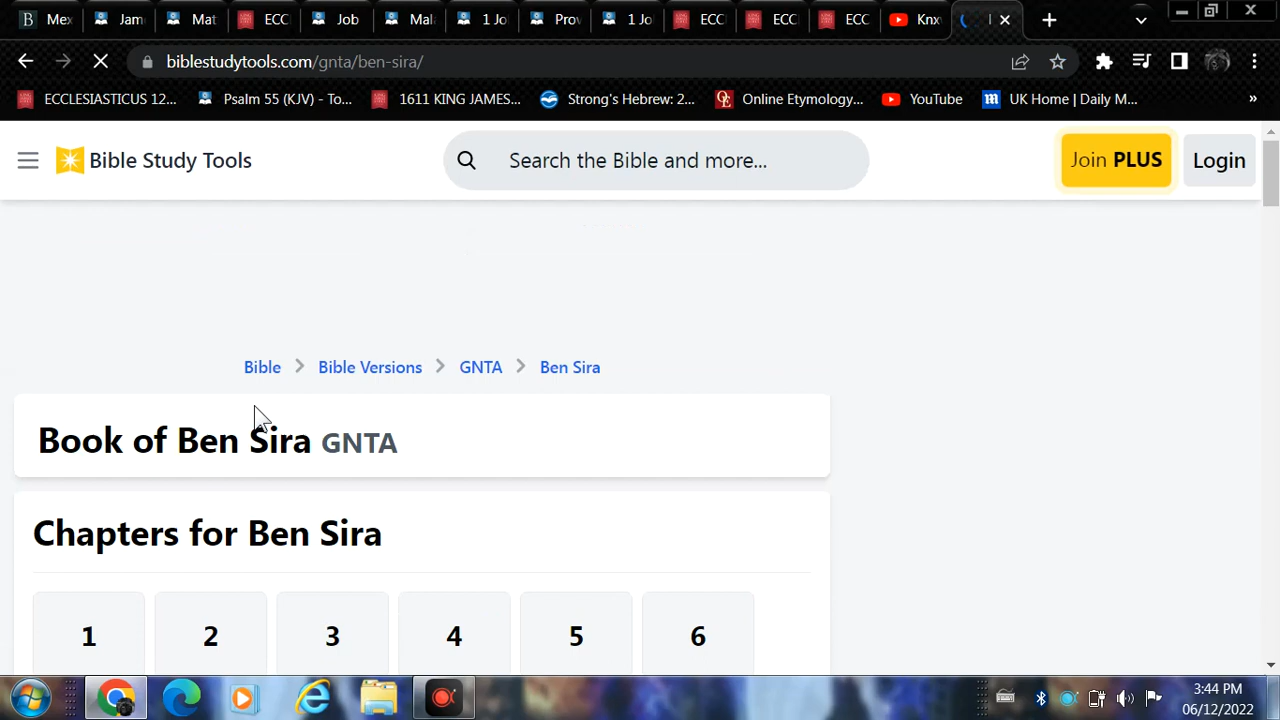 Mex
Jam
Mat
ECC
Job
Mal
1 Jo
Prov
1 Jo
ECC
ECC
ECC
Knx
biblestudytools.com/gnta/ben-sira/
ECCLESIASTICUS 12...
Psalm 55 (KJV) - To...
1611 KING JAMES...
Strong's Hebrew: 2...
Online Etymology...
YouTube
UK Home | Daily M...
Bible Study Tools
Search the Bible and more...
Join PLUS
Login
Bible > Bible Versions > GNTA > Ben Sira
Book of Ben Sira GNTA
Chapters for Ben Sira
1 2 3 4 5 6
3:44 PM
06/12/2022